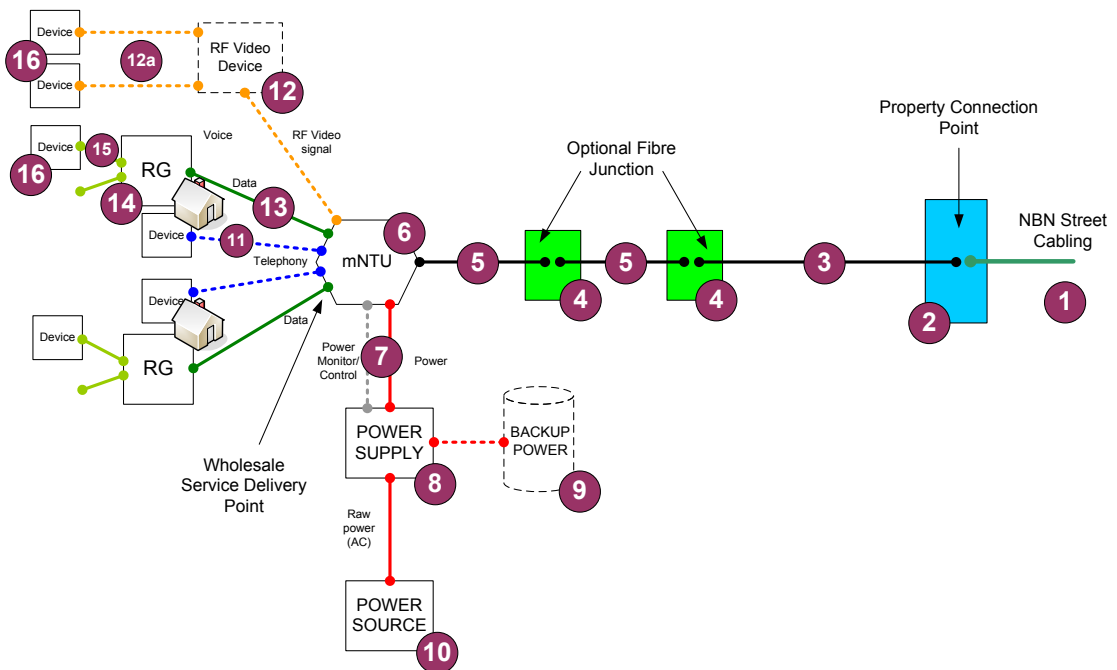 Device
16
Device
12a
RF Video
Device
12
Property Connection
Point
Device
16
15
Voice
RG
14
RF Video
signal
Data
13
Optional Fibre
Junction
Device
11
Telephony
6
mNTU
5
5
3
4
4
NBN Street
Cabling
1
2
Device
Device
RG
Data
Power
Monitor/
Control
7
Power
Wholesale
Service Delivery
Point
POWER
SUPPLY
8
BACKUP
POWER
9
Raw
power
(AC)
POWER
SOURCE
10